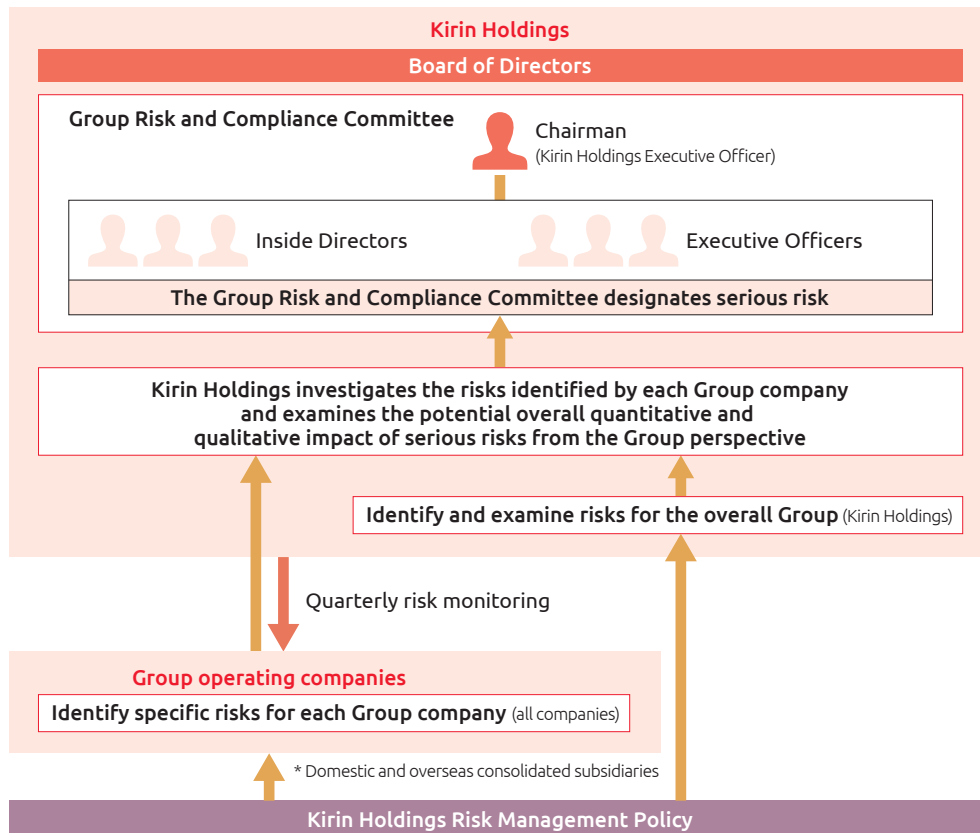 Kirin Holdings
Board of Directors
Group Risk and Compliance Committee
Chairman
(Kirin Holdings Executive Officer)
Inside Directors
Executive Officers
The Group Risk and Compliance Committee designates serious risk
Kirin Holdings investigates the risks identified by each Group company
and examines the potential overall quantitative and
qualitative impact of serious risks from the Group perspective
Identify and examine risks for the overall Group (Kirin Holdings)
Quarterly risk monitoring
Group operating companies
Identify specific risks for each Group company (all companies)
* Domestic and overseas consolidated subsidiaries
Kirin Holdings Risk Management Policy